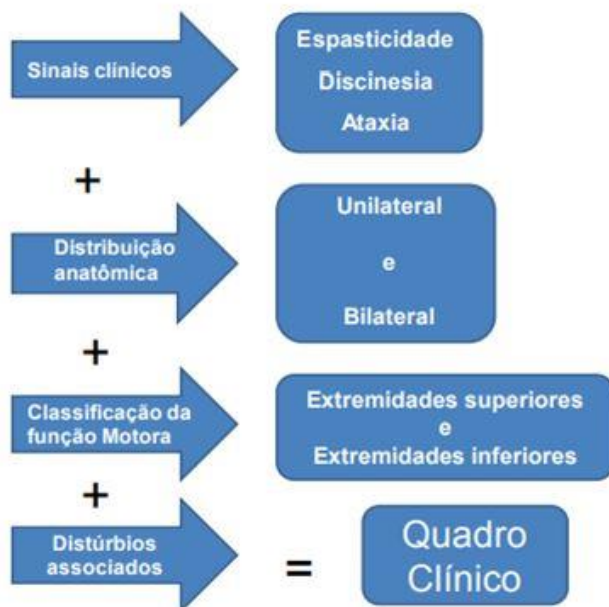 Sinais clínicos
Espasticidade
Discinesia
Ataxia
+
Distribuição
anatômica
Unilateral
e
Bilateral
+
Classificação da
função Motora
Extremidades superiores
e
Extremidades inferiores
+
Distúrbios
associados
=
Quadro
Clínico